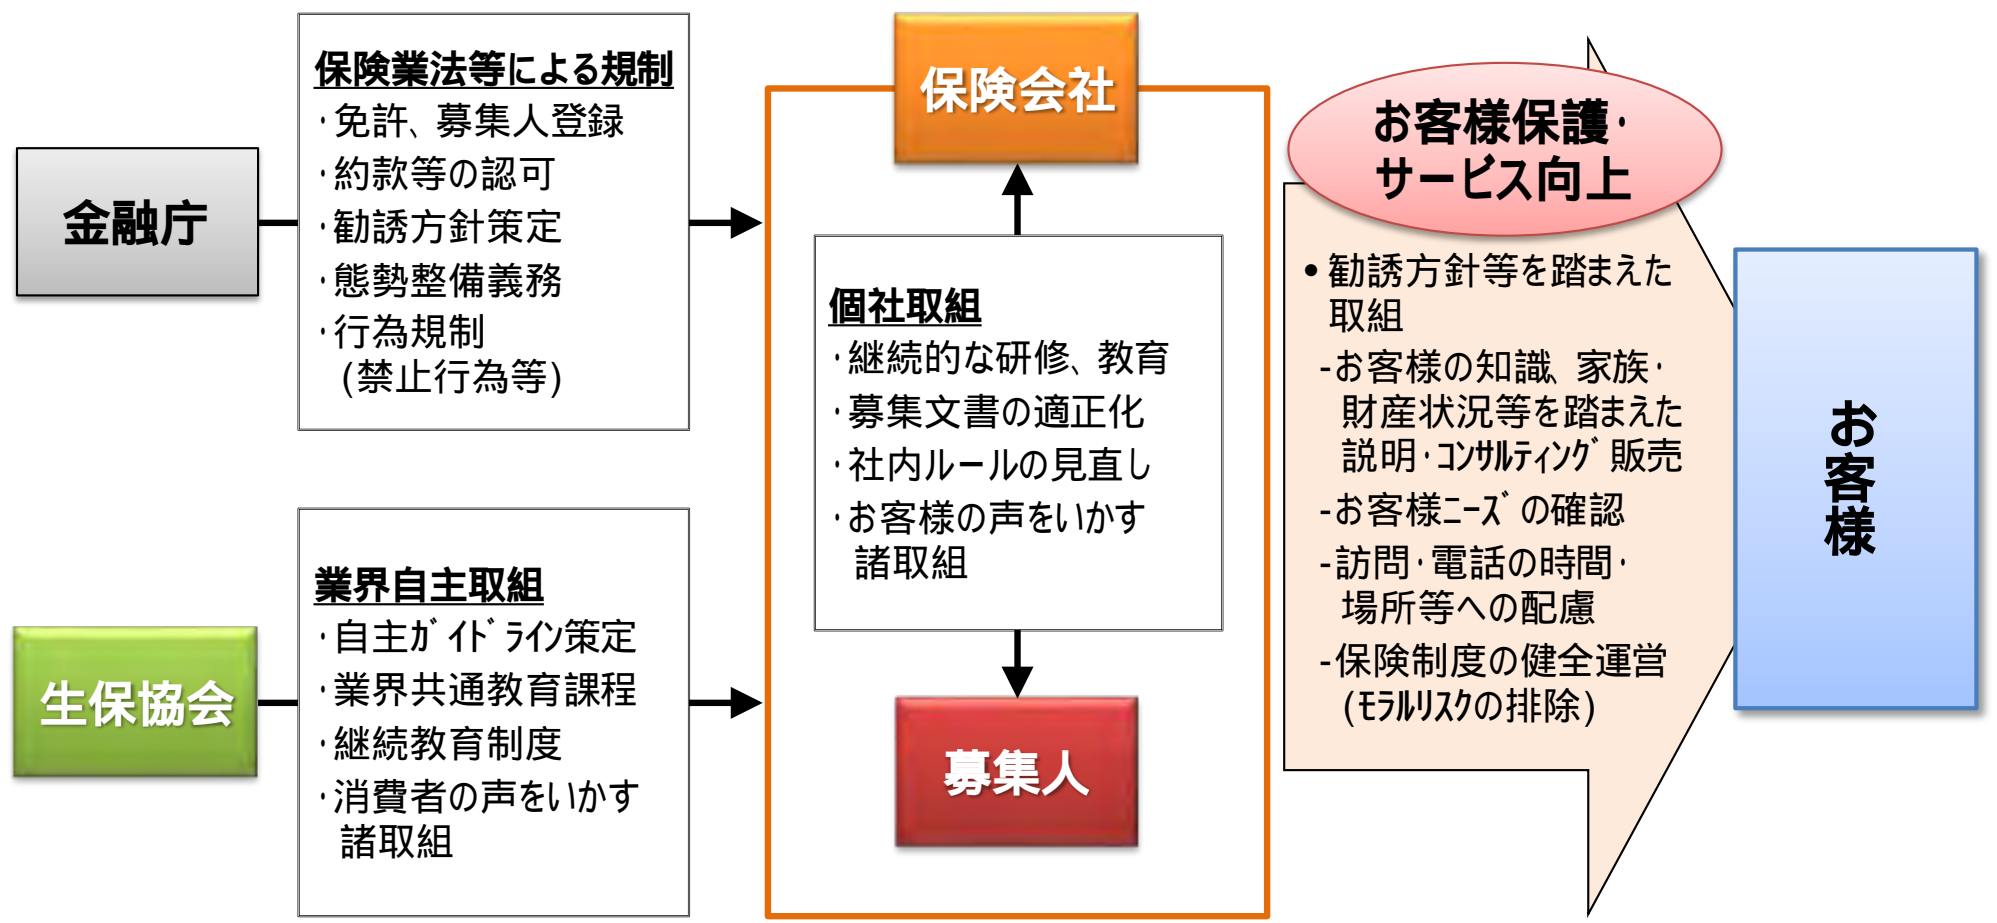 金融庁
保険業法等による規制
･免許、募集人登録
･約款等の認可
･勧誘方針策定
･態勢整備義務
･行為規制
(禁止行為等)
生保協会
業界自主取組
･自主ｶﾞｲﾄﾞﾗｲﾝ策定
･業界共通教育課程
･継続教育制度
･消費者の声をいかす
諸取組
保険会社
個社取組
･継続的な研修、教育
･募集文書の適正化
･社内ルールの見直し
･お客様の声をいかす
諸取組
募集人
お客様保護･
サービス向上
•勧誘方針等を踏まえた
取組
-お客様の知識、家族･
財産状況等を踏まえた
説明･ｺﾝｻﾙﾃｨﾝｸﾞ販売
-お客様ﾆｰｽﾞの確認
-訪問･電話の時間･
場所等への配慮
-保険制度の健全運営
(ﾓﾗﾙﾘｽｸの排除)
お客様